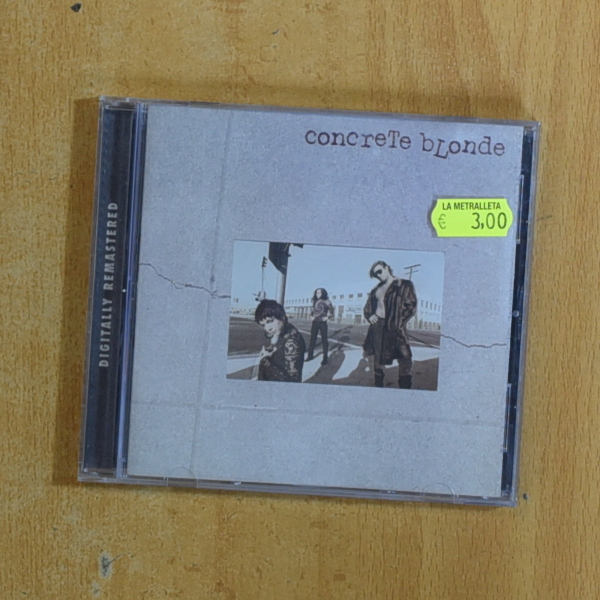 concreTe bLonde
LA METRALLETA
€ 3,00
DIGITALLY REMASTERED